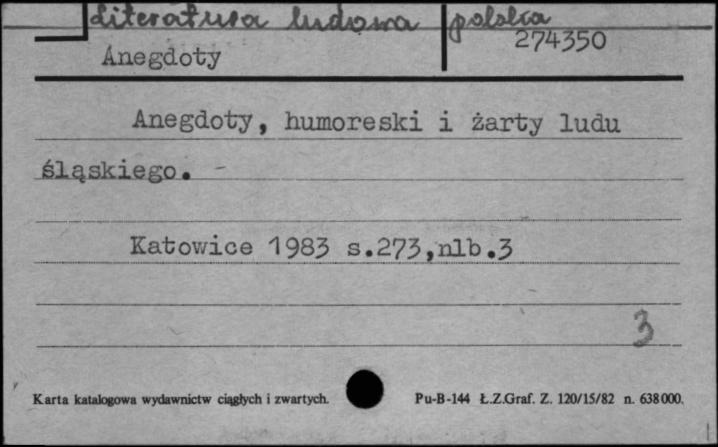 Literatura ludowa polska
274350
Anegdoty
Anegdoty, humoreski i żarty ludu
śląskiego.
Katowice 1983 s.273,nlb.3
3
Karta katalogowa wydawnictw ciągłych i zwartych. Pu-B-144 Ł.Z.Graf. Z. 120/15/82 n. 638000.